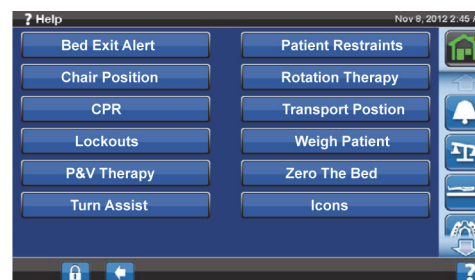 ? Help
Nov 8, 2012 2:45 A
Bed Exit Alert
Patient Restraints
Chair Position
Rotation Therapy
CPR
Transport Postion
Lockouts
Weigh Patient
P&V Therapy
Zero The Bed
Turn Assist
Icons
?